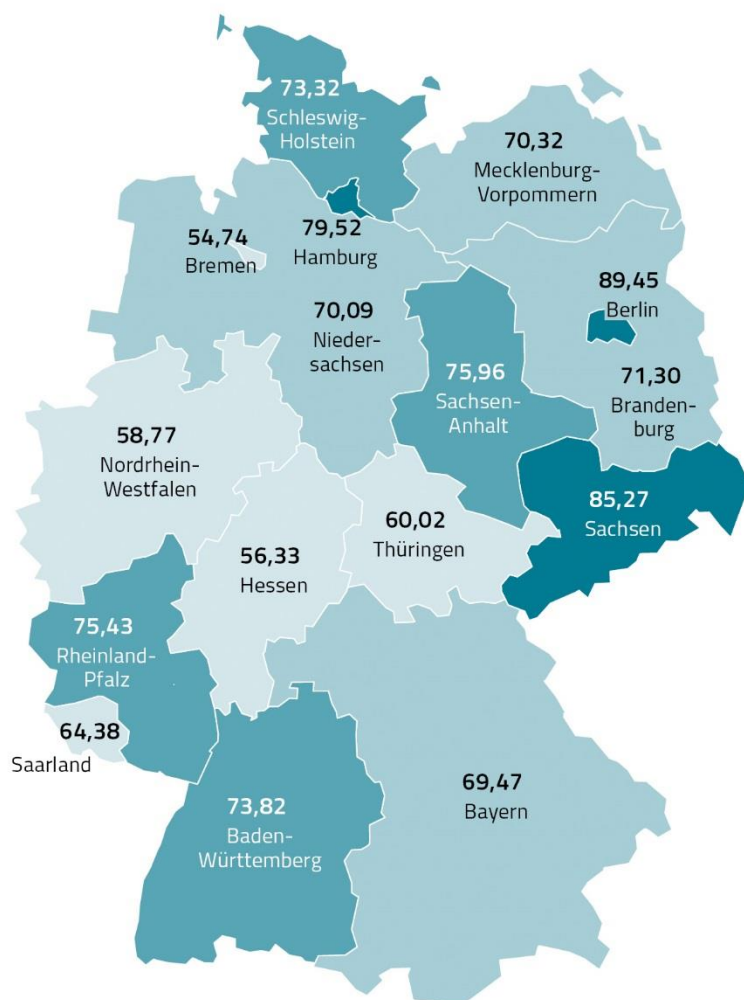 73,32
Schleswig-
Holstein
70,32
Mecklenburg-
Vorpommern
79,52
Hamburg
54,74
Bremen
89,45
Berlin
70,09
Nieder-
sachsen
75,96
Sachsen-
Anhalt
71,30
Branden-
burg
58,77
Nordrhein-
Westfalen
85,27
Sachsen
60,02
Thüringen
56,33
Hessen
75,43
Rheinland-
Pfalz
64,38
Saarland
69,47
Bayern
73,82
Baden-
Württemberg